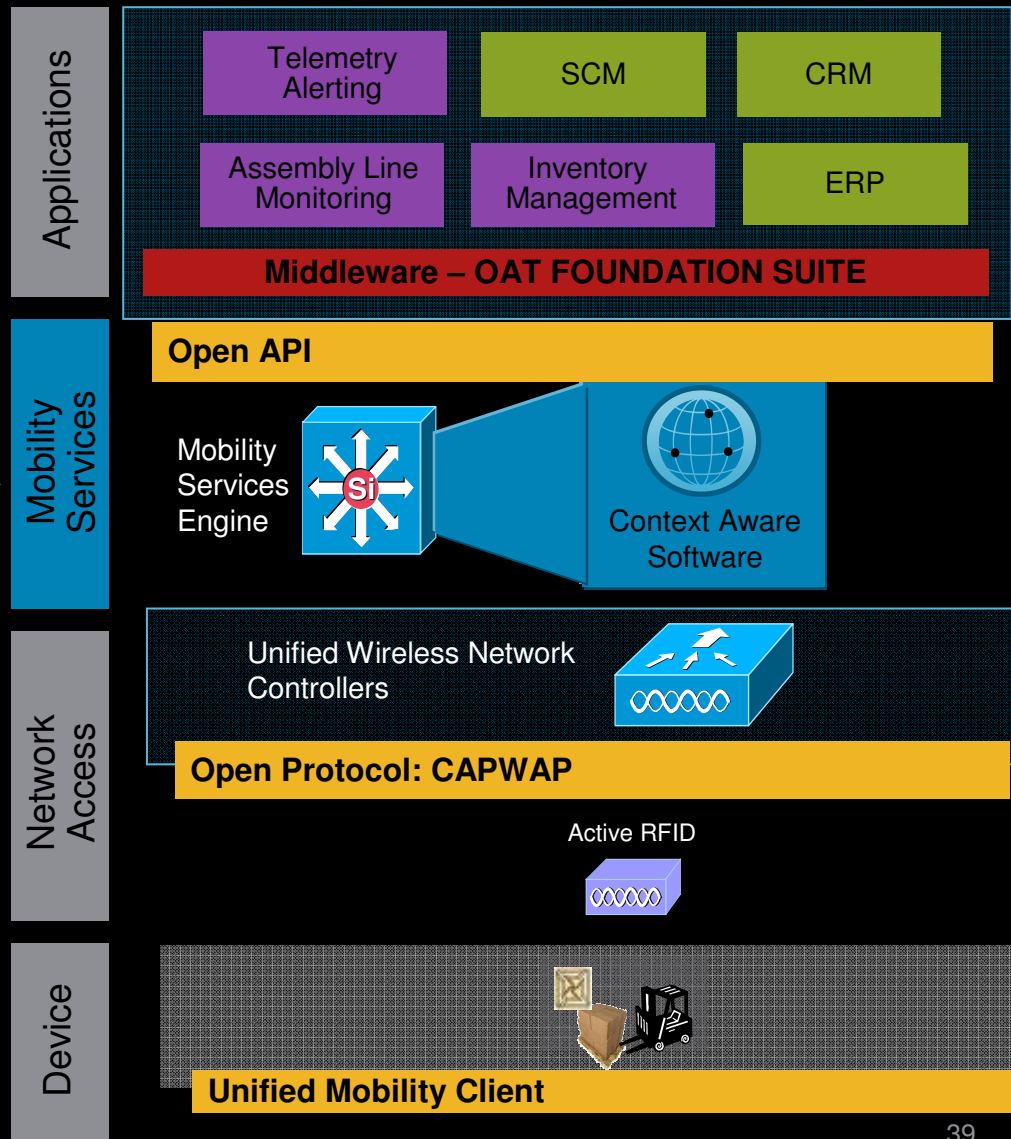 Applications
Telemetry
Alerting
SCM
CRM
Assembly Line
Monitoring
Inventory
Management
ERP
Middleware – OAT FOUNDATION SUITE
Mobility
Services
Open API
Mobility
Services
Engine
Si
Context Aware
Software
Network
Access
Unified Wireless Network
Controllers
Open Protocol: CAPWAP
Active RFID
Device
Unified Mobility Client
39